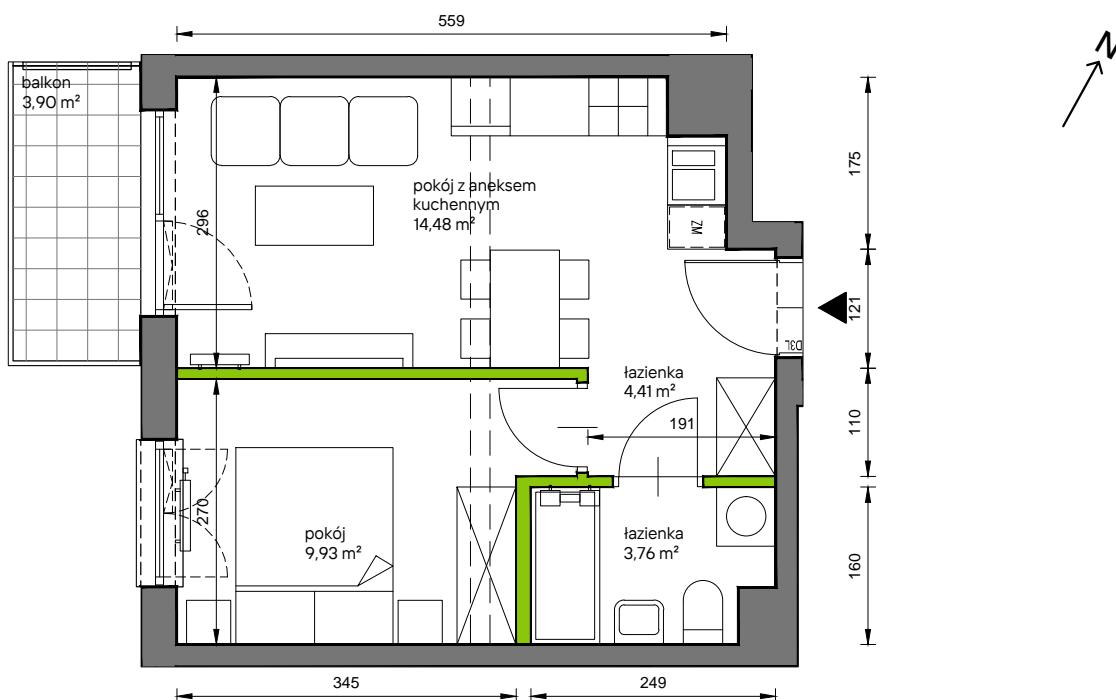 559
N
balkon
3,90 m²
175
pokój z aneksem
kuchennym
14,48 m²
296
ZM
121
D3L
łazienka
4,41 m²
191
110
270
pokój
9,93 m²
łazienka
3,76 m²
160
345
249